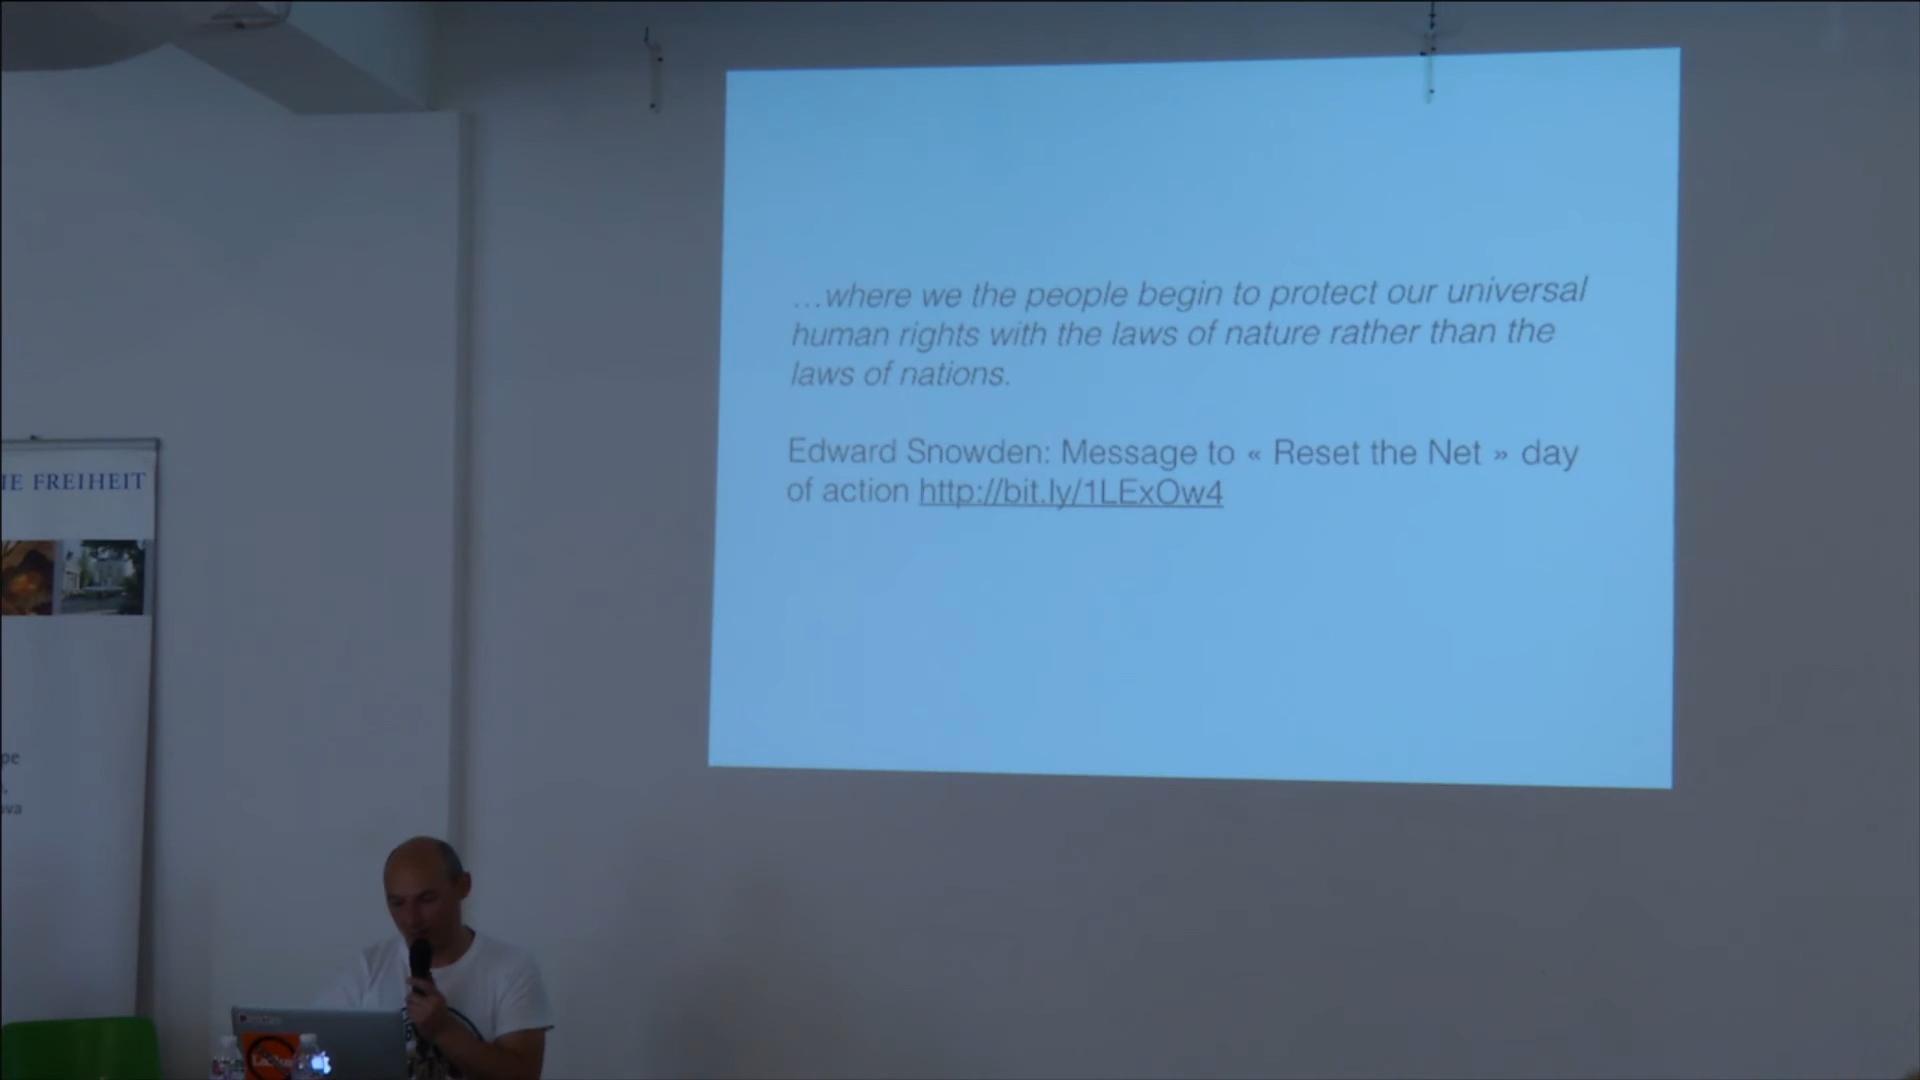 …where we the people begin to protect our universal
human rights with the laws of nature rather than the
laws of nations.
Edward Snowden: Message to « Reset the Net » day
of action http://bit.ly/1LExOw4
IE FREIHEIT
pe
ova